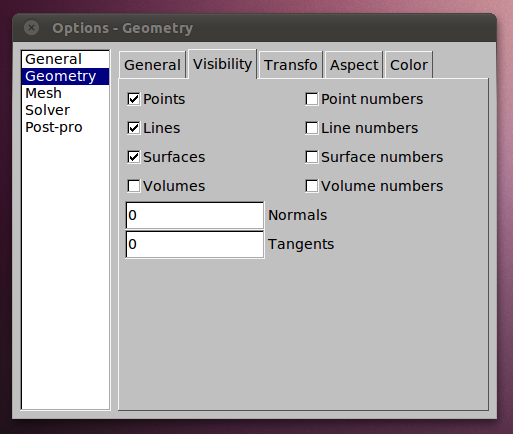 Options - Geometry
General
Geometry
Mesh
Solver
Post-pro
General Visibility Transfo Aspect Color
Points Point numbers
Lines Line numbers
Surfaces Surface numbers
Volumes Volume numbers
0 Normals
0 Tangents